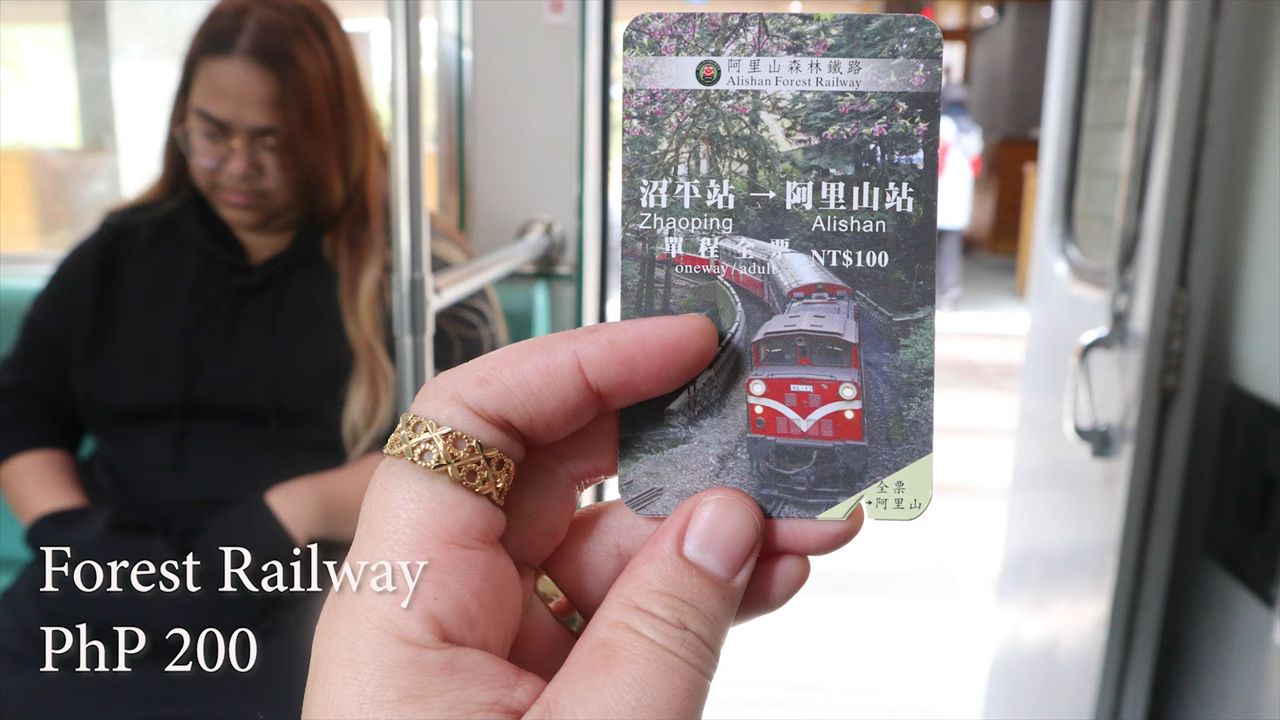 阿里山森林鐵路
Alishan Forest Railway
沼平站 → 阿里山站
Zhaoping Alishan
單程全票 NT$100
oneway/adult
全票
→阿里山
Forest Railway
PhP 200